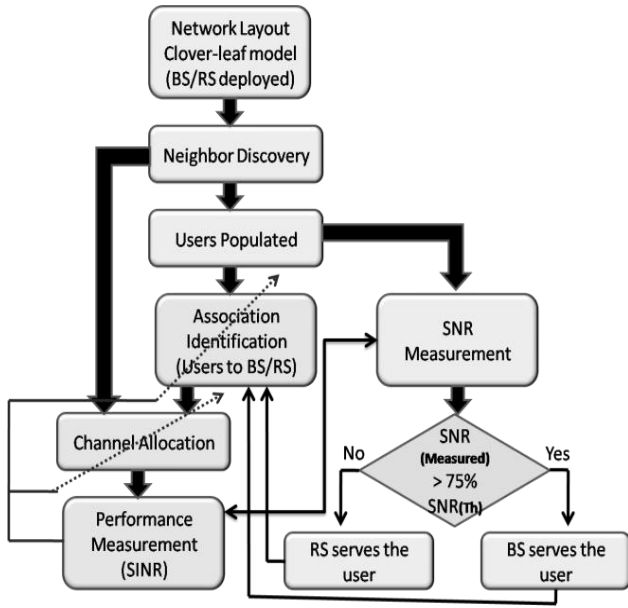 Network Layout
Clover-leaf model
(BS/RS deployed)
Neighbor Discovery
Users Populated
Association
Identification
(Users to BS/RS)
SNR
Measurement
Channel Allocation
No
SNR
(Measured)
> 75%
SNR(Th)
Yes
Performance
Measurement
(SINR)
RS serves the
user
BS serves the
user